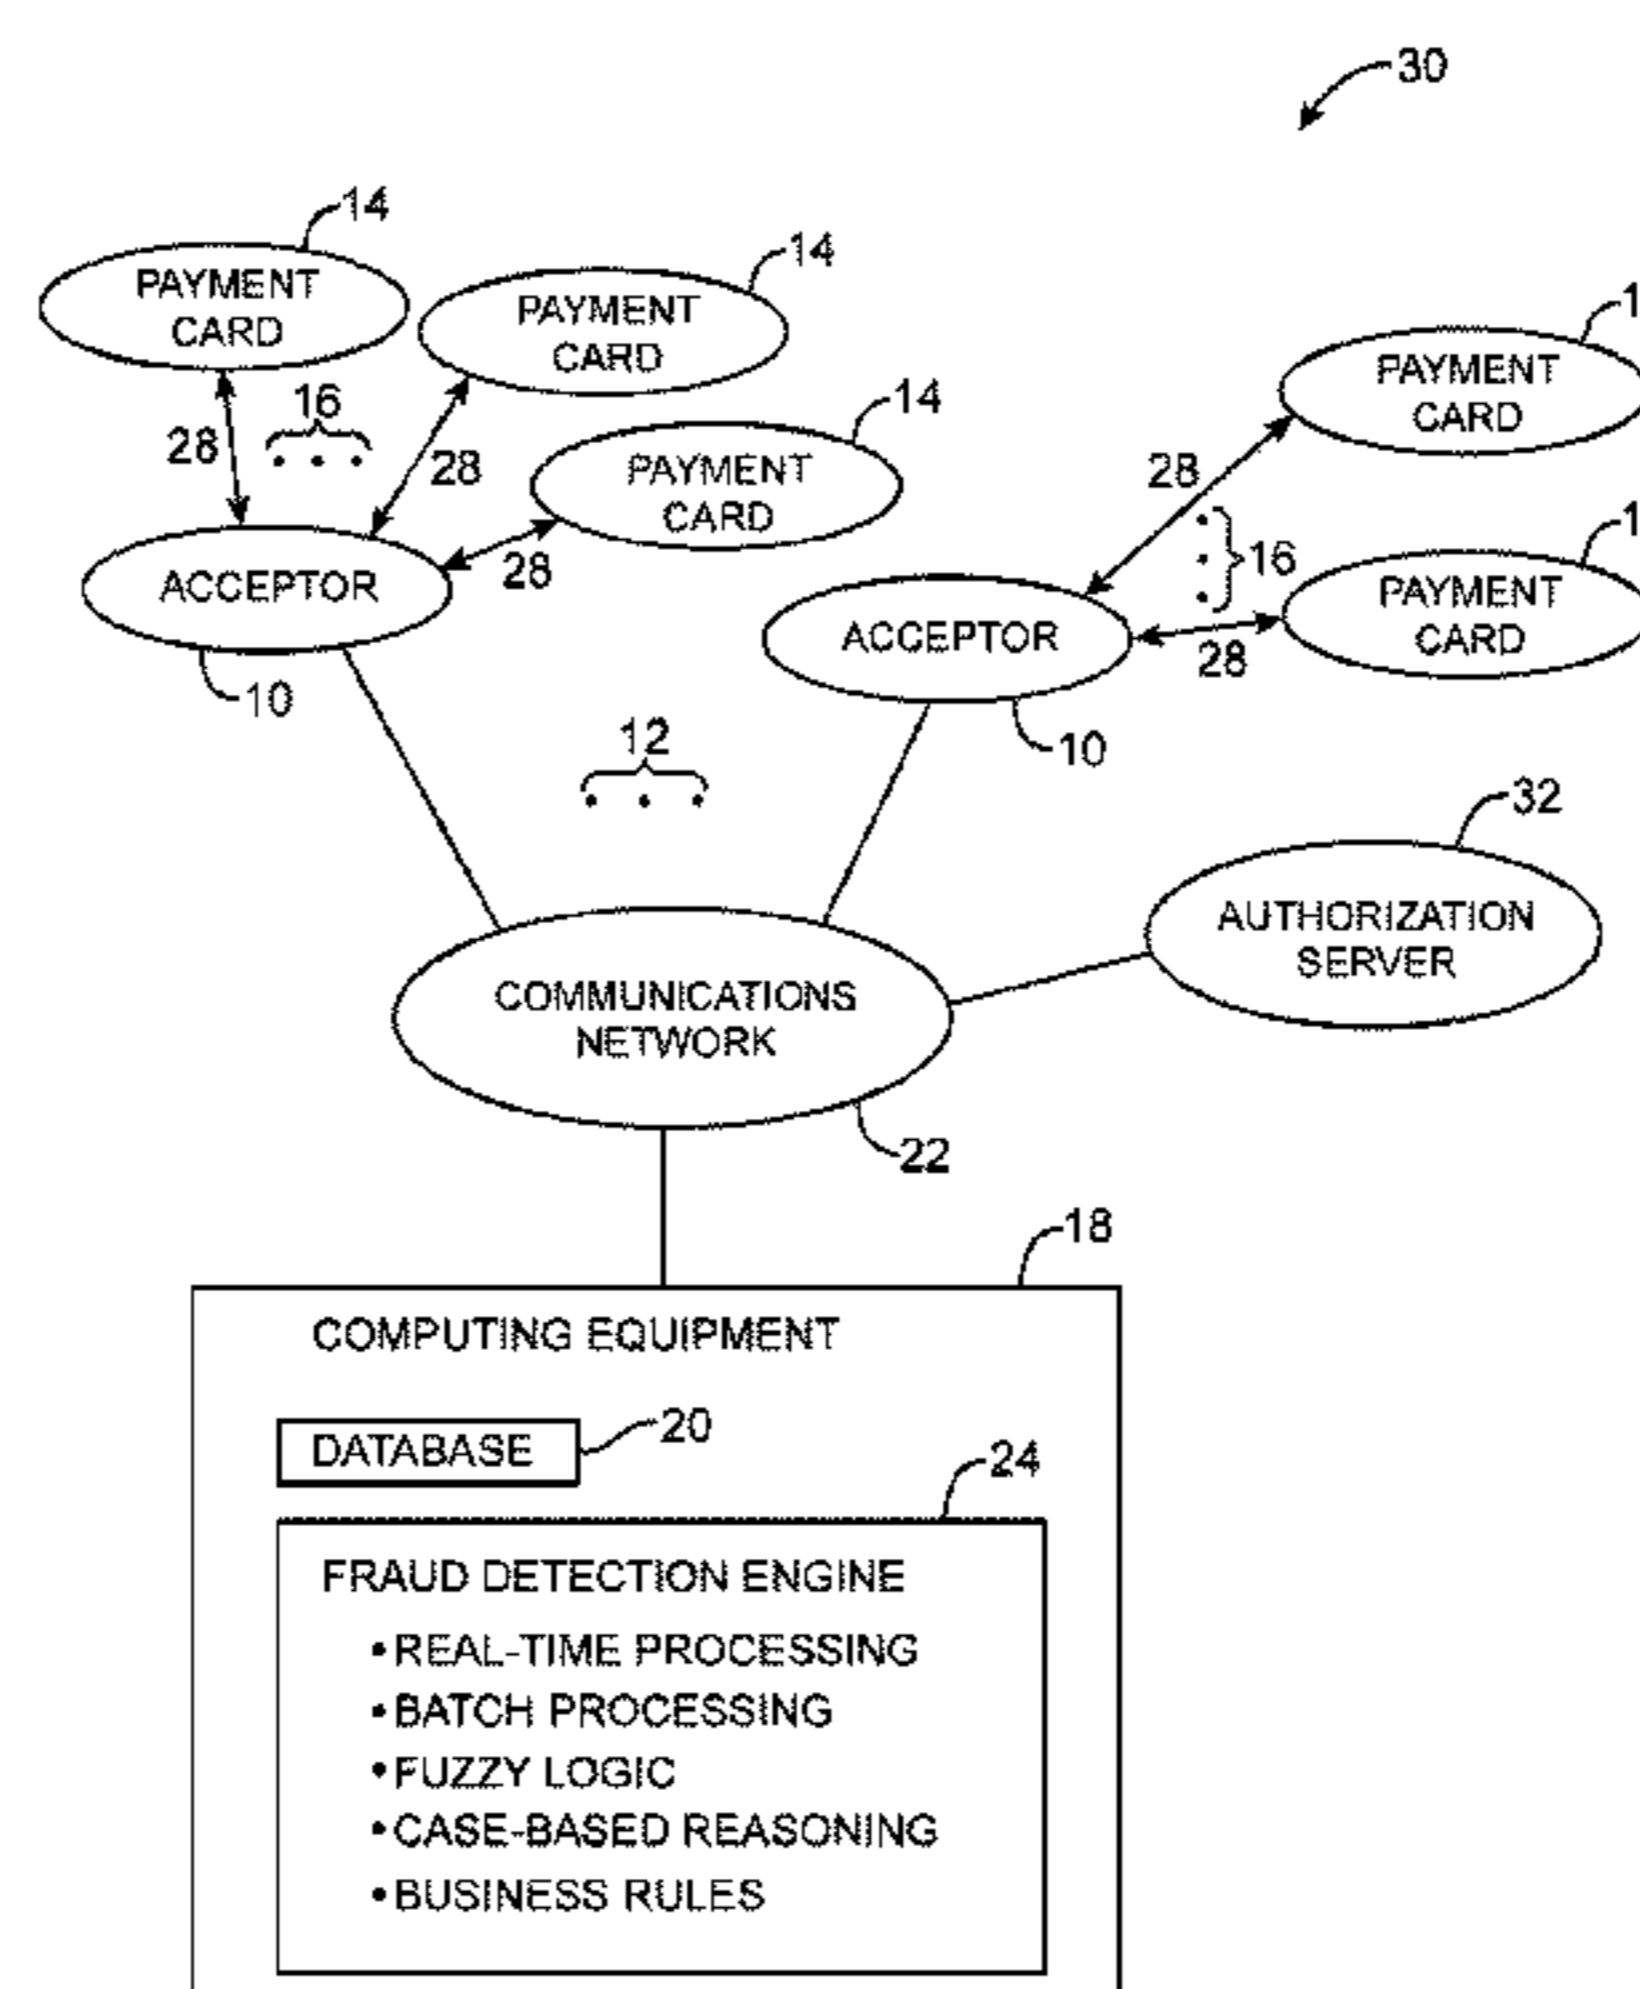 30
14
PAYMENT
CARD
14
PAYMENT
CARD
14
PAYMENT
CARD
16
28
28
28
ACCEPTOR
10
1
PAYMENT
CARD
28
16
1
PAYMENT
CARD
28
ACCEPTOR
10
12
32
AUTHORIZATION
SERVER
COMMUNICATIONS
NETWORK
22
18
COMPUTING EQUIPMENT
DATABASE
20
24
FRAUD DETECTION ENGINE
• REAL-TIME PROCESSING
• BATCH PROCESSING
• FUZZY LOGIC
• CASE-BASED REASONING
• BUSINESS RULES